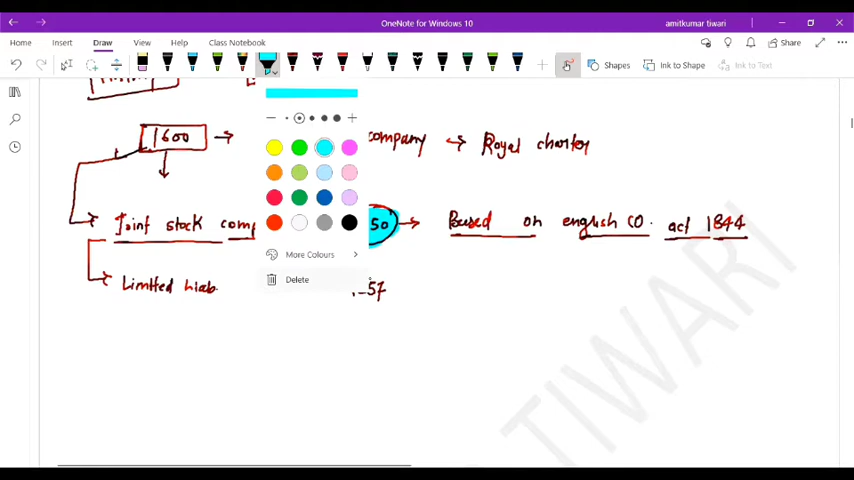 OneNote for Windows 10
amitkumar tiwari
Home Insert Draw View Help Class Notebook
Share
Shapes Ink to Shape Ink to Text
1600 company Royal charter
Joint stock comp 50 Based on english CO. act 1844
More Colours
Limited Liab. 57
Delete
TIWARI